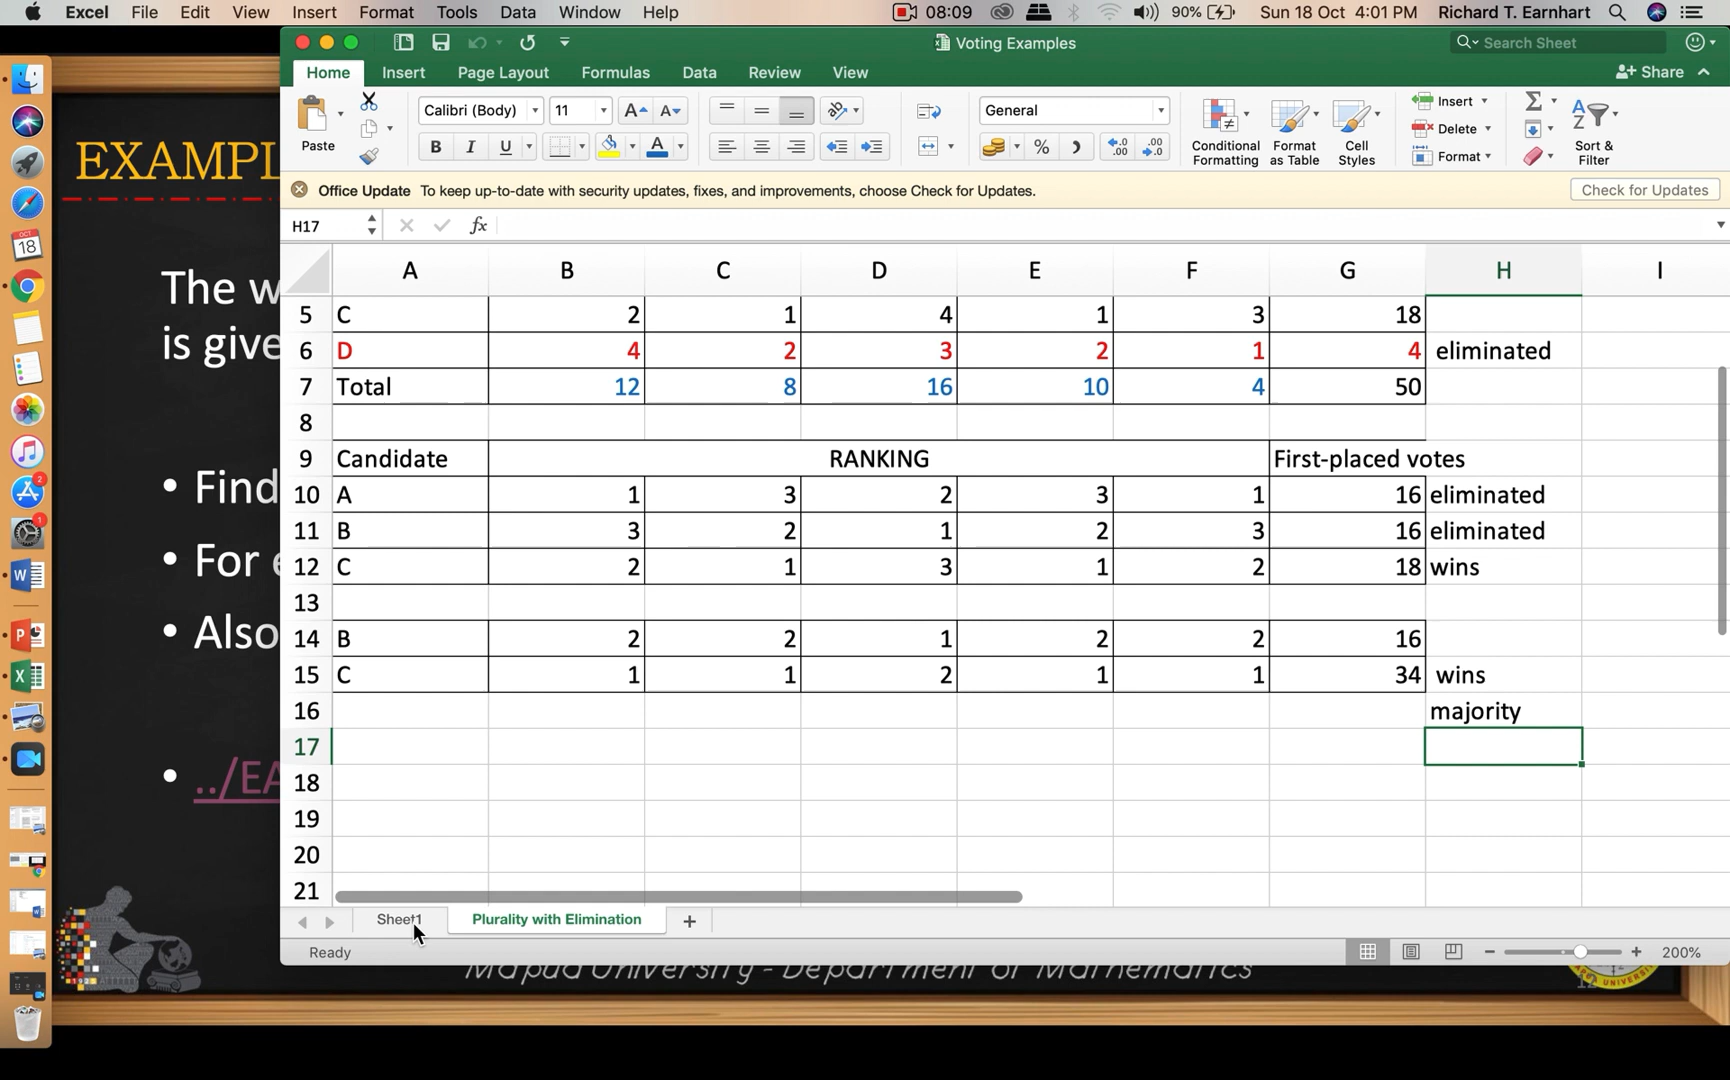 Excel File Edit View Insert Format Tools Data Window Help 08:09 90% Sun 18 Oct 4:01 PM Richard T. Earnhart
Voting Examples
Search Sheet
Home Insert Page Layout Formulas Data Review View Share
Paste Calibri (Body) 11 General Conditional Formatting Format as Table Cell Styles Insert Delete Format Sort & Filter
Office Update To keep up-to-date with security updates, fixes, and improvements, choose Check for Updates. Check for Updates
H17 fx
A B C D E F G H I
5 C 2 1 4 1 3 18
6 D 4 2 3 2 1 4 eliminated
7 Total 12 8 16 10 4 50
8
9 Candidate RANKING First-placed votes
10 A 1 3 2 3 1 16 eliminated
11 B 3 2 1 2 3 16 eliminated
12 C 2 1 3 1 2 18 wins
13
14 B 2 2 1 2 2 16
15 C 1 1 2 1 1 34 wins
16 majority
17
18
19
20
21
Sheet1 Plurality with Elimination +
Ready 200%
EXAMPL
The w
is give
• Find
• For e
• Also
• ../EA
Mapua University - Department of Mathematics